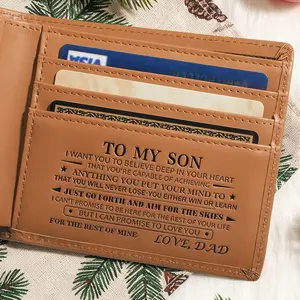 VISA
TO MY SON
I WANT YOU TO BELIEVE DEEP IN YOUR HEART
THAT YOU'RE CAPABLE OF ACHIEVING
ANYTHING YOU PUT YOUR MIND TO
THAT YOU WILL NEVER LOSE-YOU EITHER WIN OR LEARN
JUST GO FORTH AND AIM FOR THE SKIES
I CAN'T PROMISE TO BE HERE FOR THE REST OF YOUR LIFE
BUT I CAN PROMISE TO LOVE YOU
FOR THE REST OF MINE
LOVE, DAD